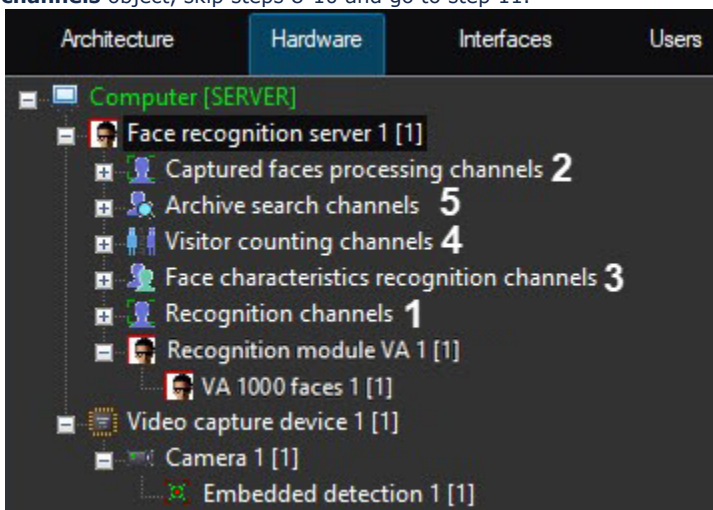 channels object, skip steps 8-10 and go to step 11.
Architecture Hardware Interfaces Users
Computer [SERVER]
Face recognition server 1 [1]
Captured faces processing channels 2
Archive search channels 5
Visitor counting channels 4
Face characteristics recognition channels 3
Recognition channels 1
Recognition module VA 1 [1]
VA 1000 faces 1 [1]
Video capture device 1 [1]
Camera 1 [1]
Embedded detection 1 [1]